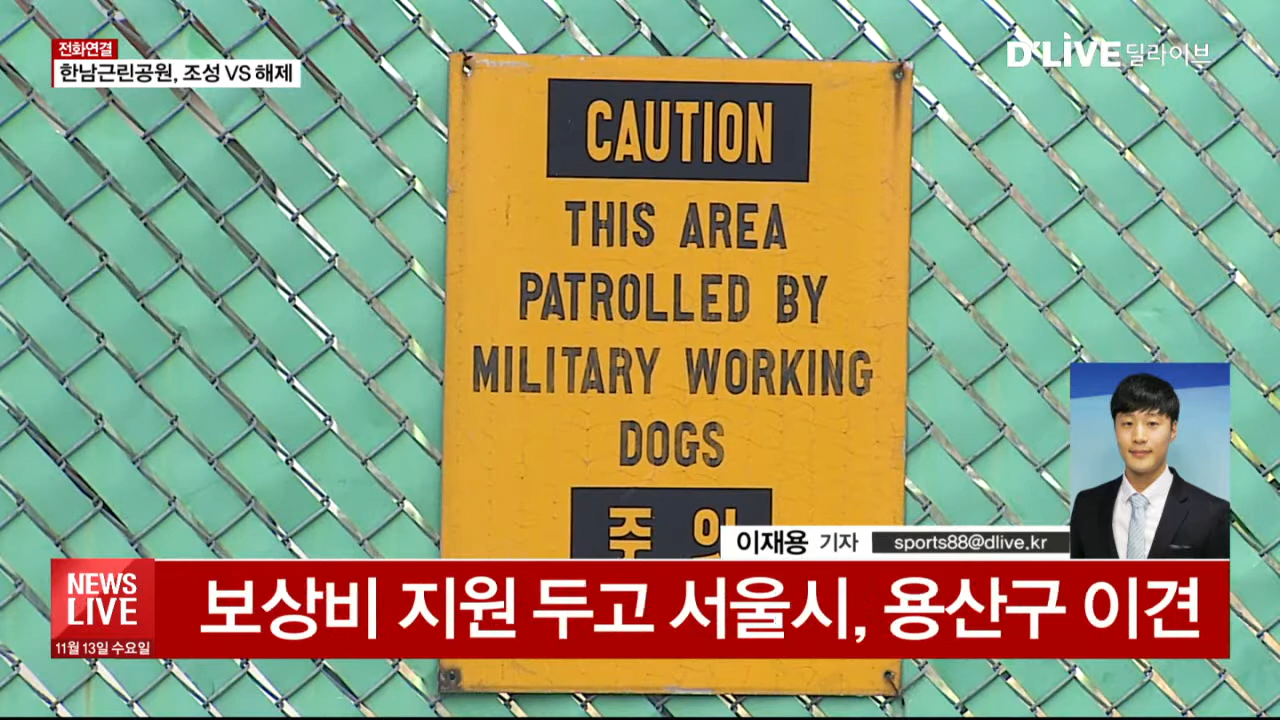 전화연결
한남근린공원, 조성 VS 해제
D'LIVE 딜라이브
CAUTION
THIS AREA
PATROLLED BY
MILITARY WORKING
DOGS
주의
이재용 기자 sports88@dlive.kr
NEWS
LIVE
11월 13일 수요일
보상비 지원 두고 서울시, 용산구 이견